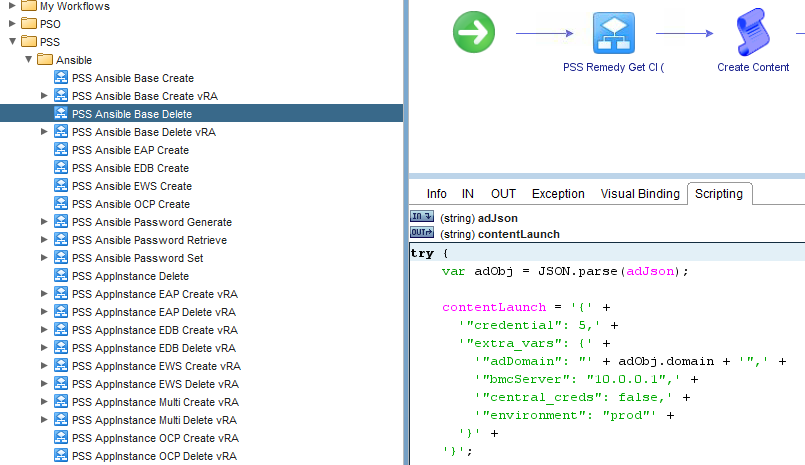 My Workflows
PSO
PSS
Ansible
PSS Ansible Base Create
PSS Ansible Base Create vRA
PSS Ansible Base Delete
PSS Ansible Base Delete vRA
PSS Ansible EAP Create
PSS Ansible EDB Create
PSS Ansible EWS Create
PSS Ansible OCP Create
PSS Ansible Password Generate
PSS Ansible Password Retrieve
PSS Ansible Password Set
PSS AppInstance Delete
PSS AppInstance EAP Create vRA
PSS AppInstance EAP Delete vRA
PSS AppInstance EDB Create vRA
PSS AppInstance EDB Delete vRA
PSS AppInstance EWS Create vRA
PSS AppInstance EWS Delete vRA
PSS AppInstance Multi Create vRA
PSS AppInstance Multi Delete vRA
PSS AppInstance OCP Create vRA
PSS AppInstance OCP Delete vRA
PSS Remedy Get CI (
Create Content
Info IN OUT Exception Visual Binding Scripting
IN (string) adJson
OUT (string) contentLaunch
try {
    var adObj = JSON.parse(adJson);

    contentLaunch = '{' +
      '"credential": 5,' +
      '"extra_vars": {' +
        '"adDomain": "' + adObj.domain + '",' +
        '"bmcServer": "10.0.0.1",' +
        '"central_creds": false,' +
        '"environment": "prod"' +
      '}' +
    '}';